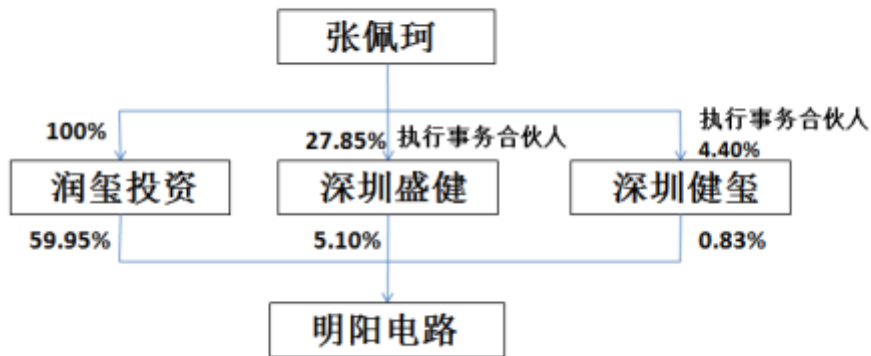 张佩珂
100%
27.85% 执行事务合伙人
执行事务合伙人
4.40%
润玺投资
深圳盛健
深圳健玺
59.95%
5.10%
0.83%
明阳电路